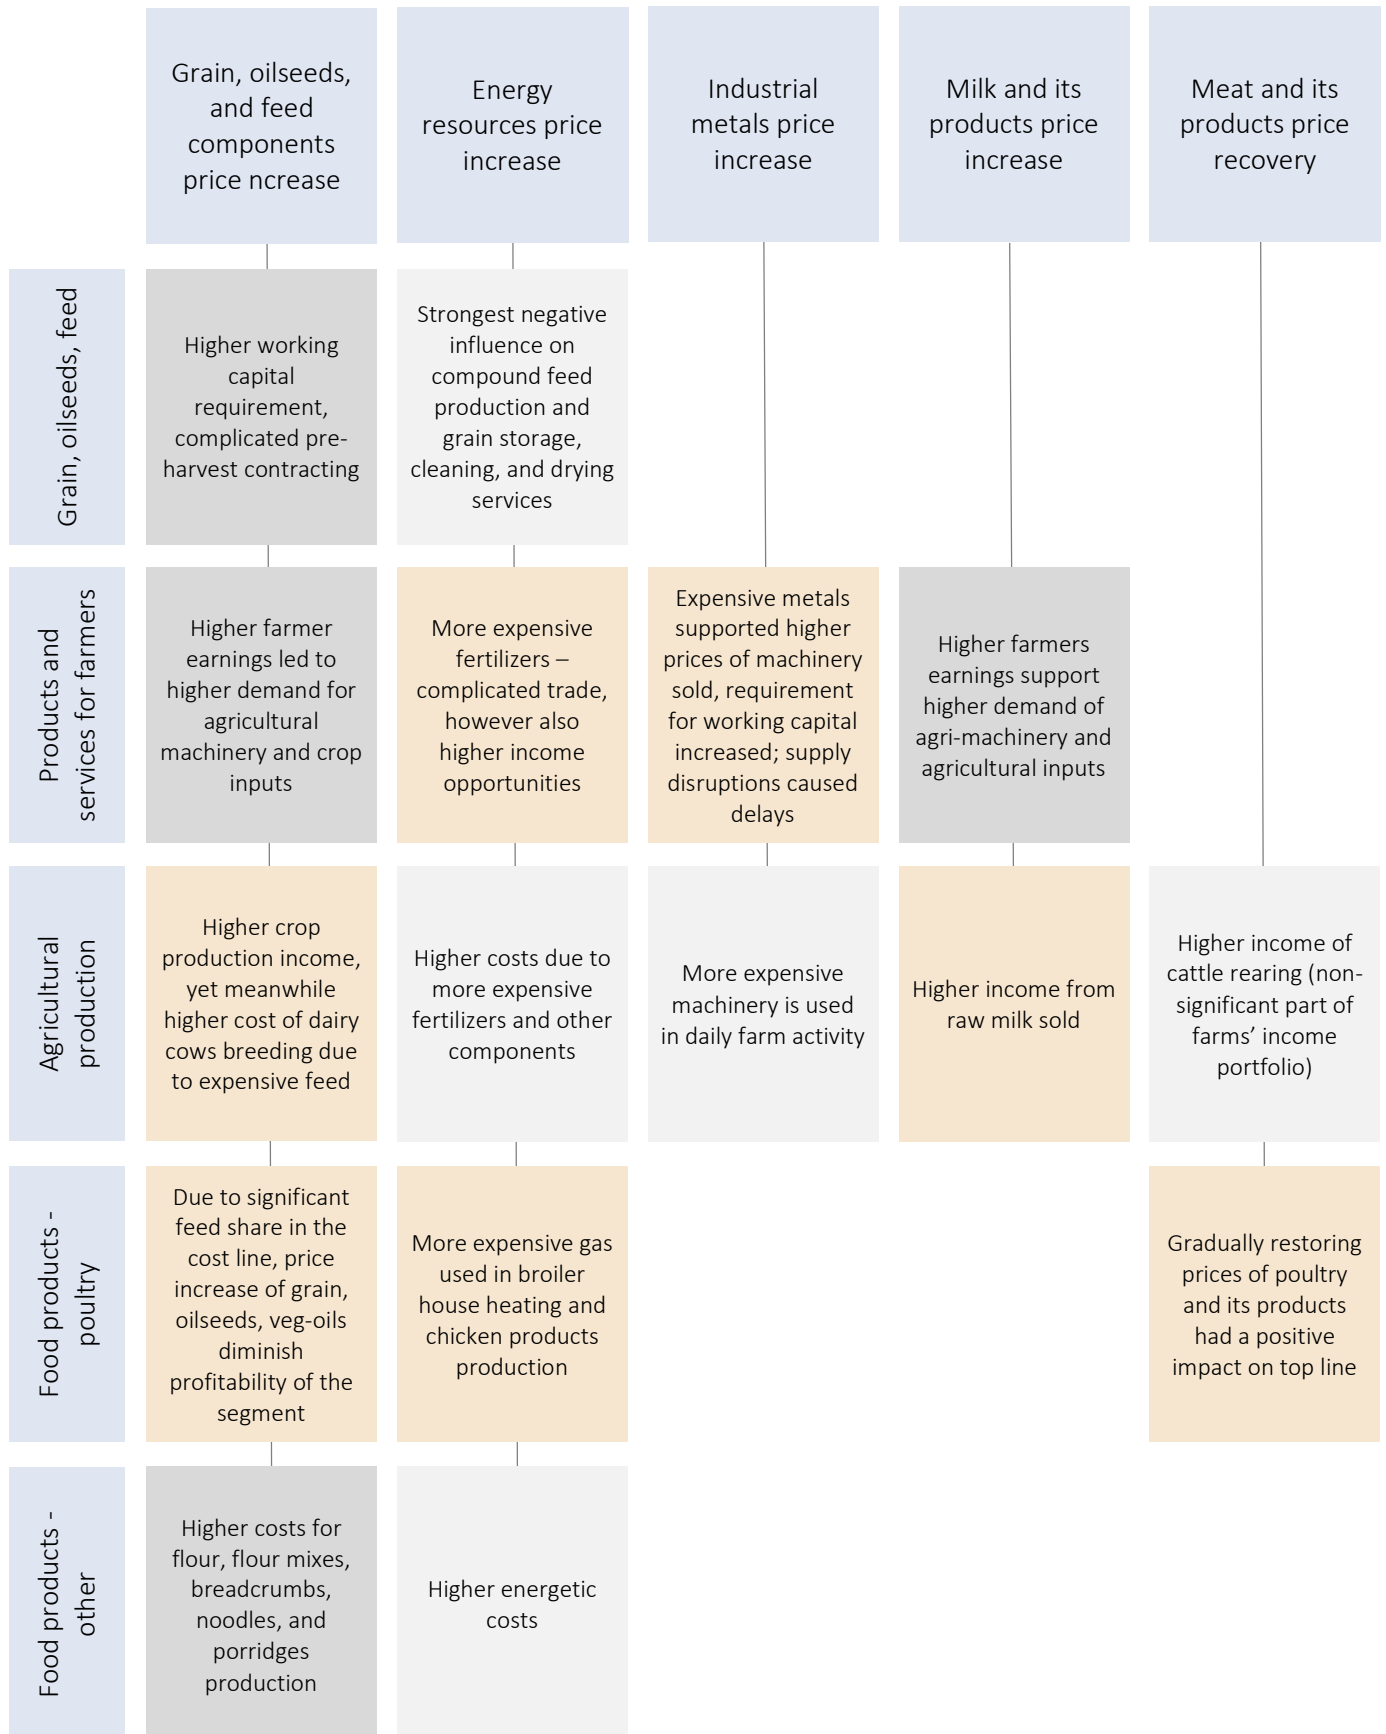 Grain, oilseeds,
and feed
components
price ncrease
Energy
resources price
increase
Industrial
metals price
increase
Milk and its
products price
increase
Meat and its
products price
recovery
Grain, oilseeds, feed
Higher working
capital
requirement,
complicated pre-
harvest contracting
Strongest negative
influence on
compound feed
production and
grain storage,
cleaning, and drying
services
Products and
services for farmers
Higher farmer
earnings led to
higher demand for
agricultural
machinery and crop
inputs
More expensive
fertilizers –
complicated trade,
however also
higher income
opportunities
Expensive metals
supported higher
prices of machinery
sold, requirement
for working capital
increased; supply
disruptions caused
delays
Higher farmers
earnings support
higher demand of
agri-machinery and
agricultural inputs
Agricultural
production
Higher crop
production income,
yet meanwhile
higher cost of dairy
cows breeding due
to expensive feed
Higher costs due to
more expensive
fertilizers and other
components
More expensive
machinery is used
in daily farm activity
Higher income from
raw milk sold
Higher income of
cattle rearing (non-
significant part of
farms’ income
portfolio)
Food products -
poultry
Due to significant
feed share in the
cost line, price
increase of grain,
oilseeds, veg-oils
diminish
profitability of the
segment
More expensive gas
used in broiler
house heating and
chicken products
production
Gradually restoring
prices of poultry
and its products
had a positive
impact on top line
Food products -
other
Higher costs for
flour, flour mixes,
breadcrumbs,
noodles, and
porridges
production
Higher energetic
costs